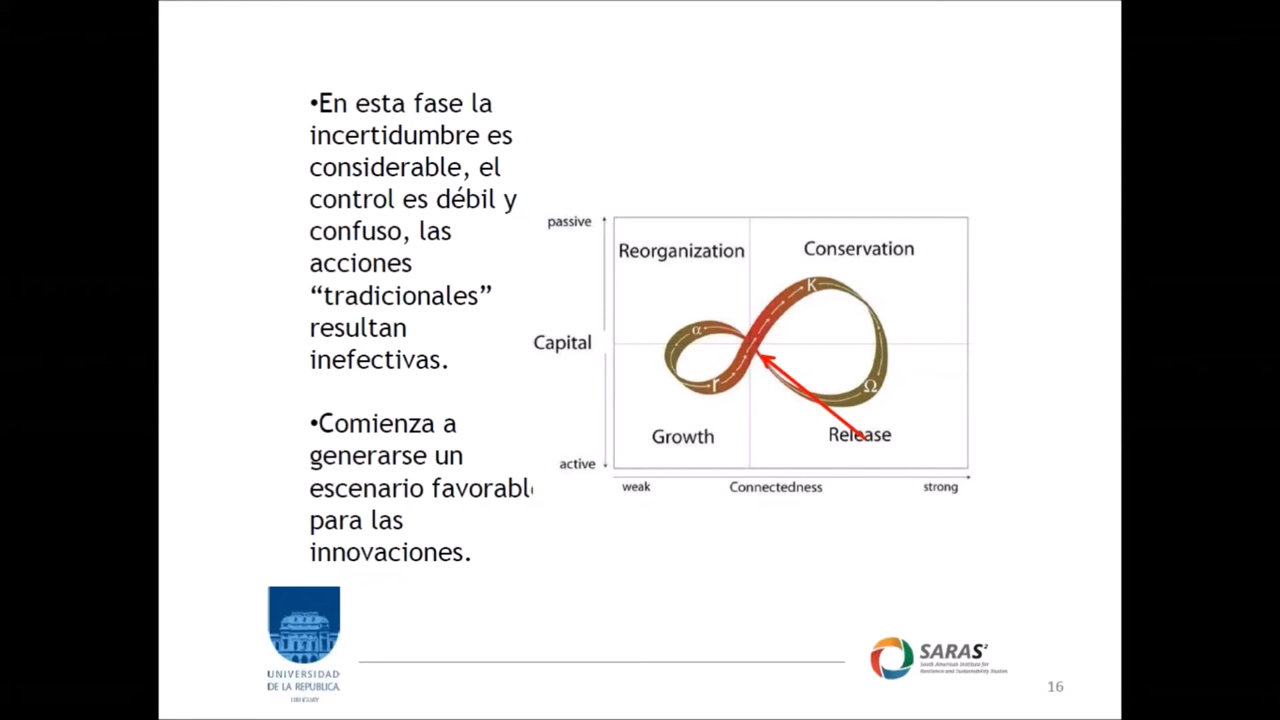 •En esta fase la
incertidumbre es
considerable, el
control es débil y
confuso, las
acciones
“tradicionales”
resultan
inefectivas.
•Comienza a
generarse un
escenario favorable
para las
innovaciones.
passive
Reorganization
Conservation
K
α
Capital
r
Ω
Growth
Release
active
weak
Connectedness
strong
UNIVERSIDAD
DE LA REPUBLICA
URUGUAY
SARAS²
South American Institute for
Resilience and Sustainability Studies
16